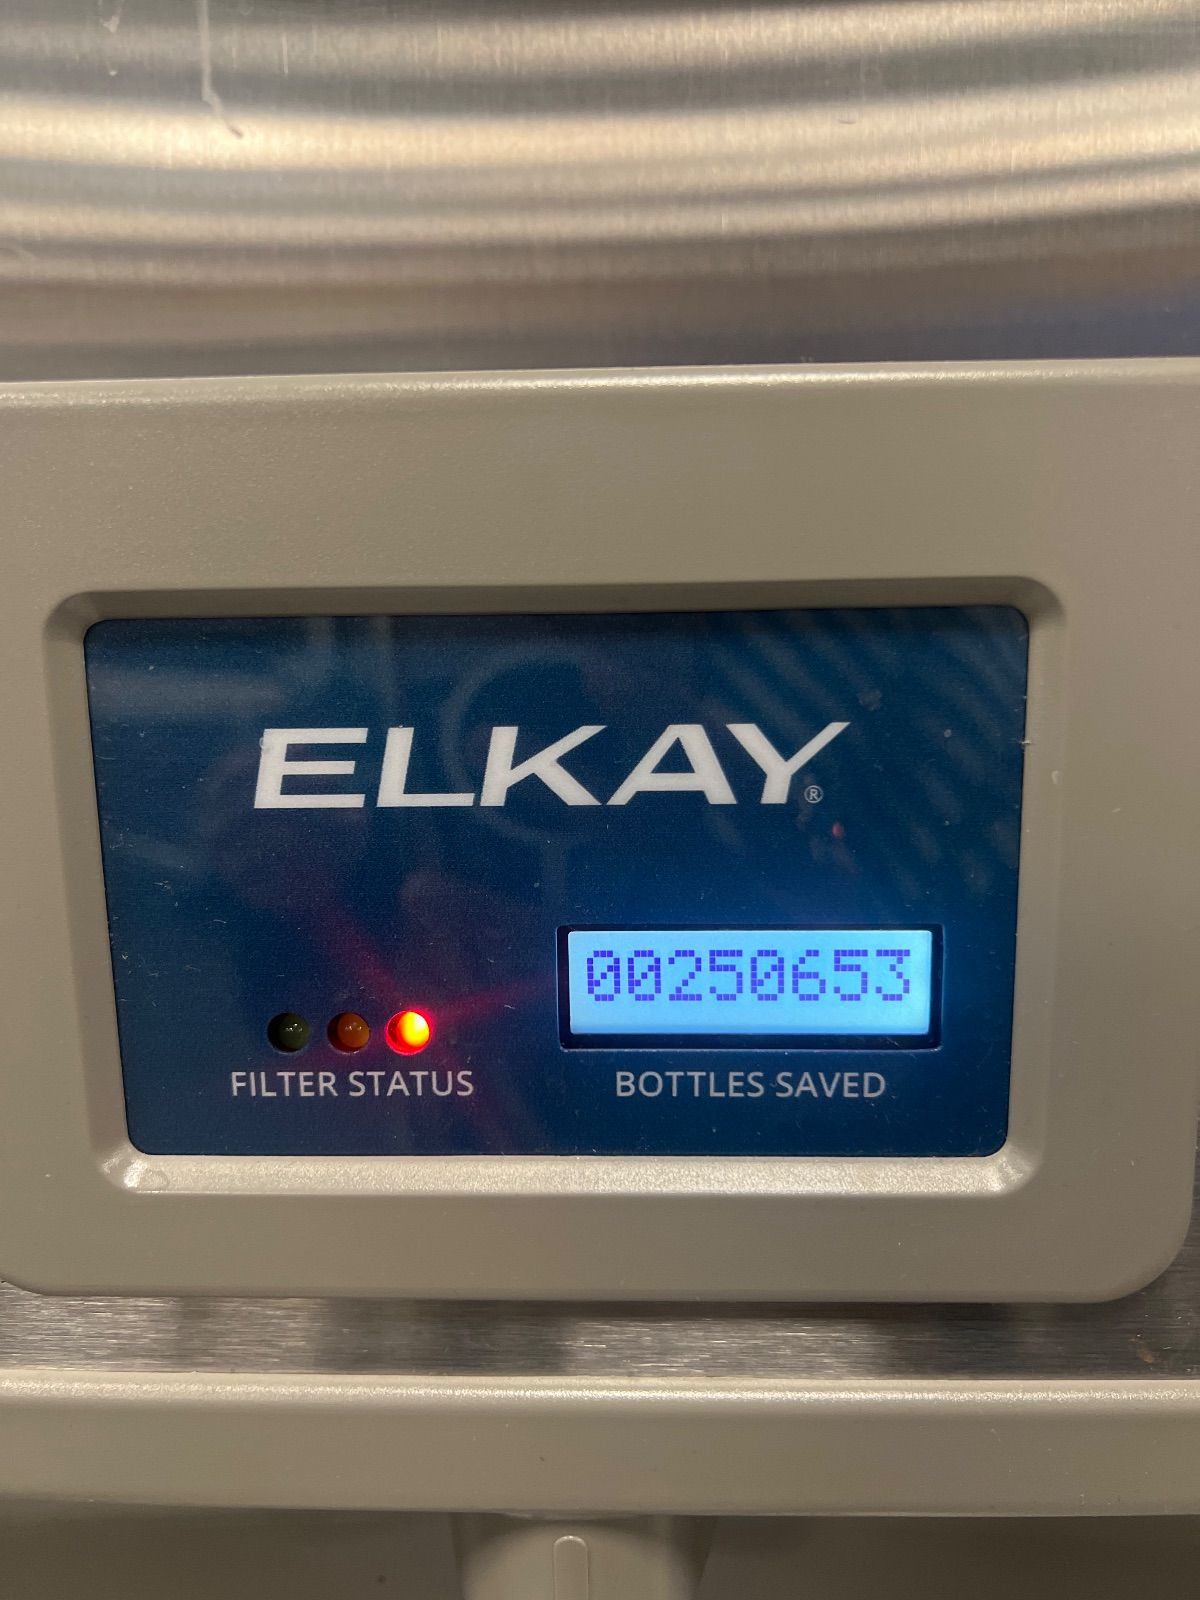 ELKAY®
00250653
FILTER STATUS
BOTTLES SAVED